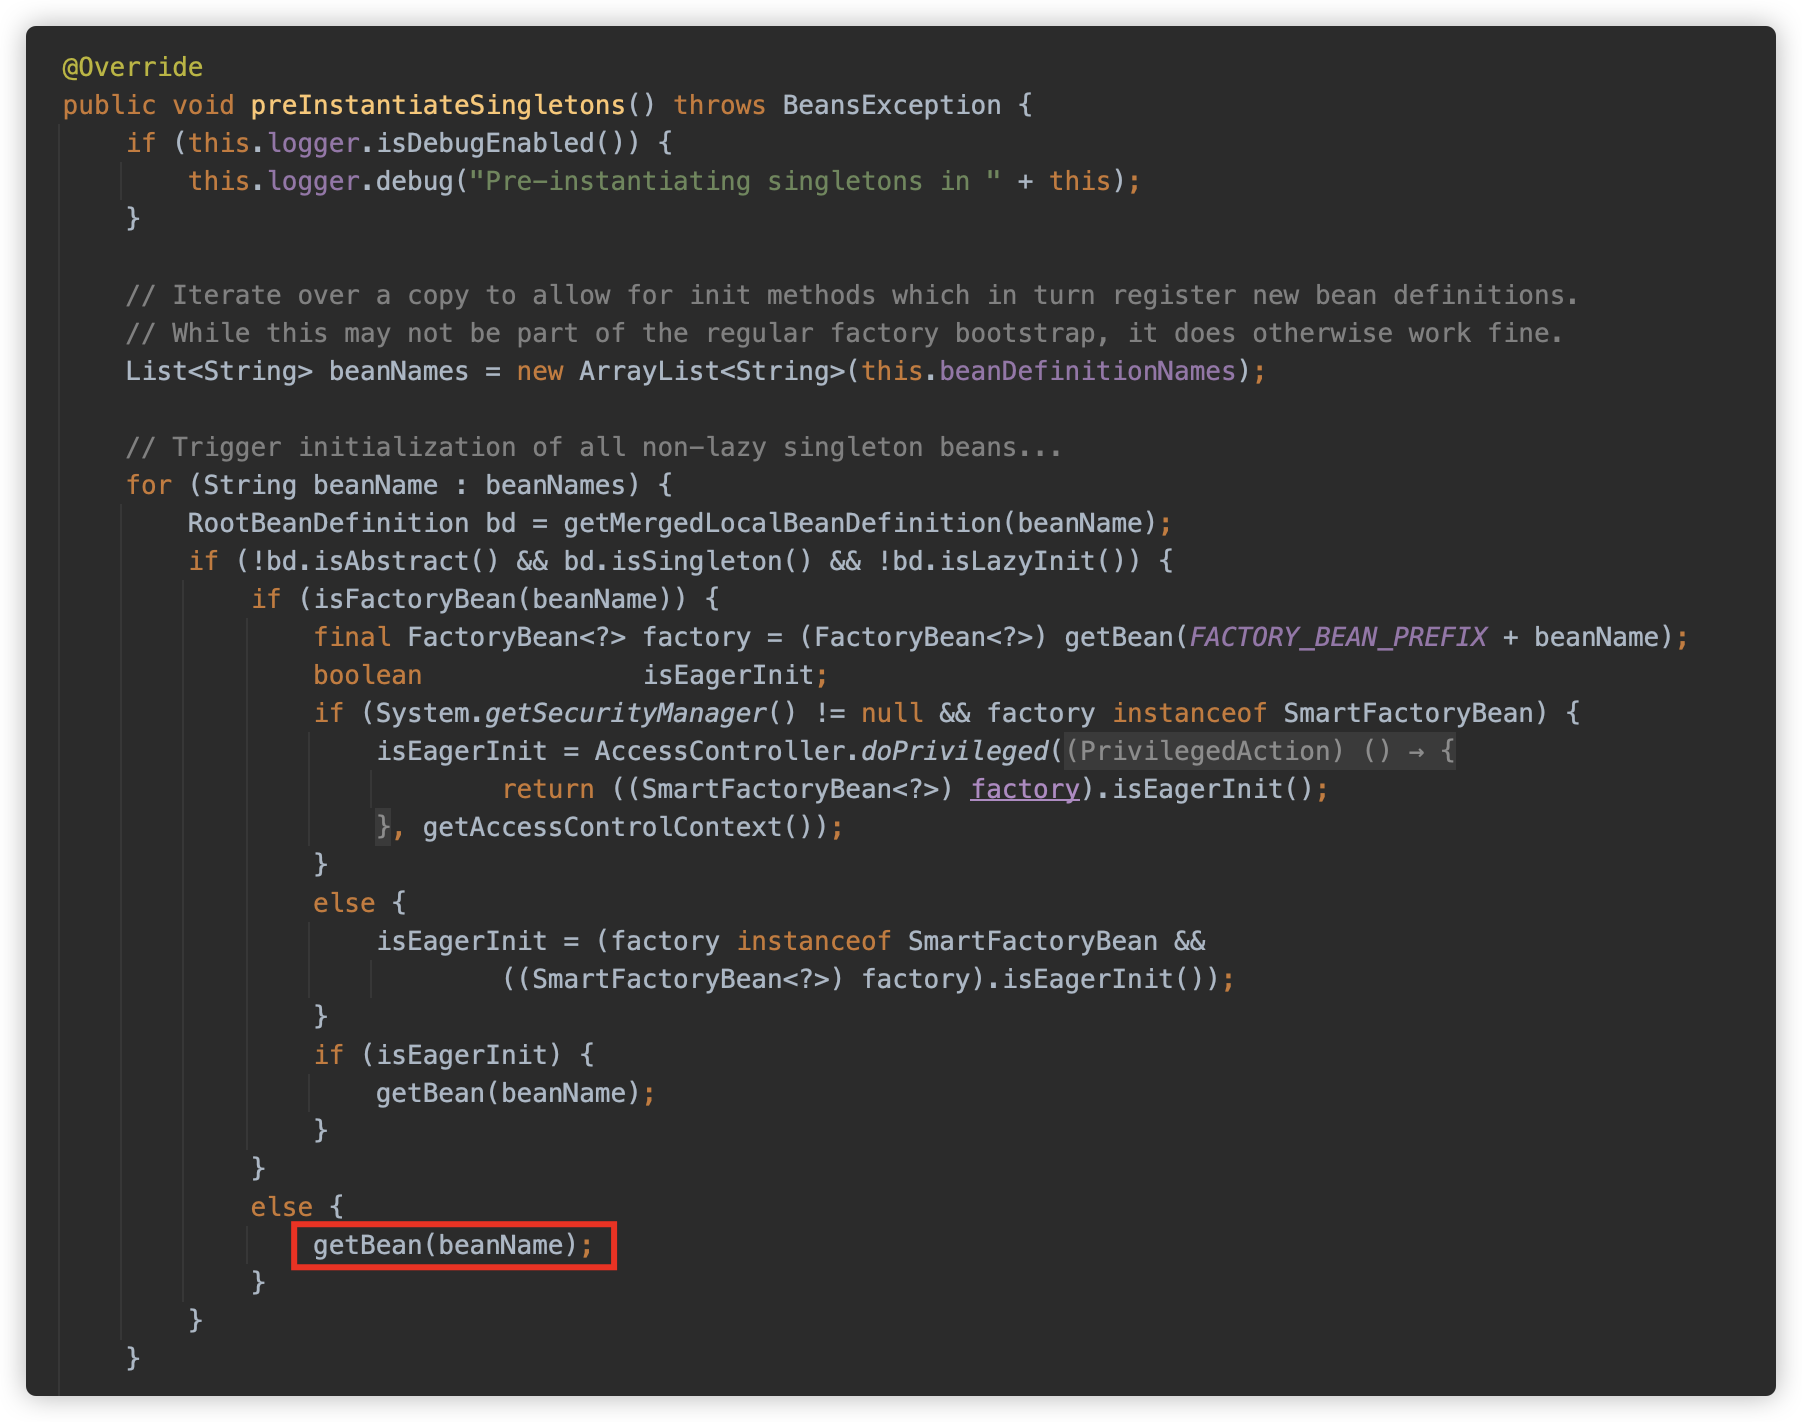 @Override
public void preInstantiateSingletons() throws BeansException {
if (this.logger.isDebugEnabled()) {
this.logger.debug("Pre-instantiating singletons in " + this);
}
// Iterate over a copy to allow for init methods which in turn register new bean definitions.
// While this may not be part of the regular factory bootstrap, it does otherwise work fine.
List<String> beanNames = new ArrayList<String>(this.beanDefinitionNames);
// Trigger initialization of all non-lazy singleton beans...
for (String beanName : beanNames) {
RootBeanDefinition bd = getMergedLocalBeanDefinition(beanName);
if (!bd.isAbstract() && bd.isSingleton() && !bd.isLazyInit()) {
if (isFactoryBean(beanName)) {
final FactoryBean<?> factory = (FactoryBean<?>) getBean(FACTORY_BEAN_PREFIX + beanName);
boolean isEagerInit;
if (System.getSecurityManager() != null && factory instanceof SmartFactoryBean) {
isEagerInit = AccessController.doPrivileged((PrivilegedAction) () → {
return ((SmartFactoryBean<?>) factory).isEagerInit();
}, getAccessControlContext());
}
else {
isEagerInit = (factory instanceof SmartFactoryBean &&
((SmartFactoryBean<?>) factory).isEagerInit());
}
if (isEagerInit) {
getBean(beanName);
}
}
else {
getBean(beanName);
}
}
}